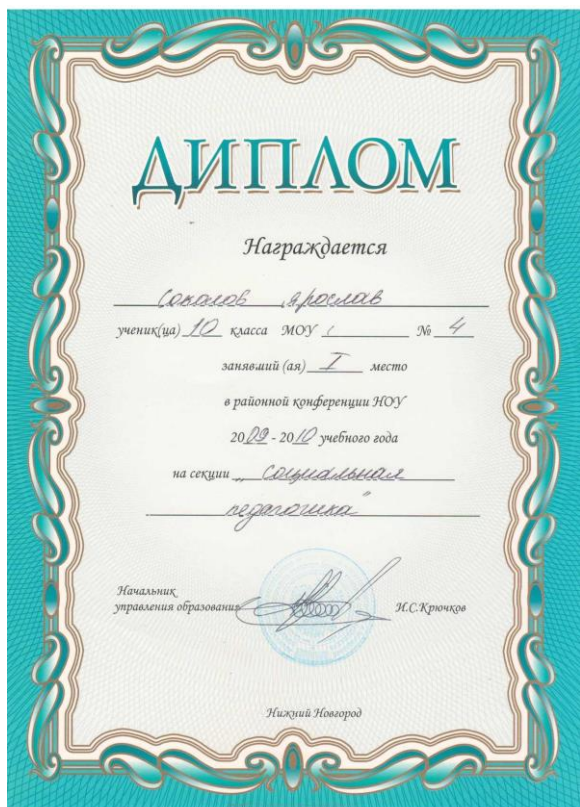 ДИПЛОМ
Награждается
Соколов Ярослав
ученик(ца) 10 класса МОУ № 4
занявший (ая) I место
в районной конференции НОУ
2009 - 2010 учебного года
на секции „Социальная
педагогика"
Начальник
управления образования И.С.Крючков
Нижний Новгород